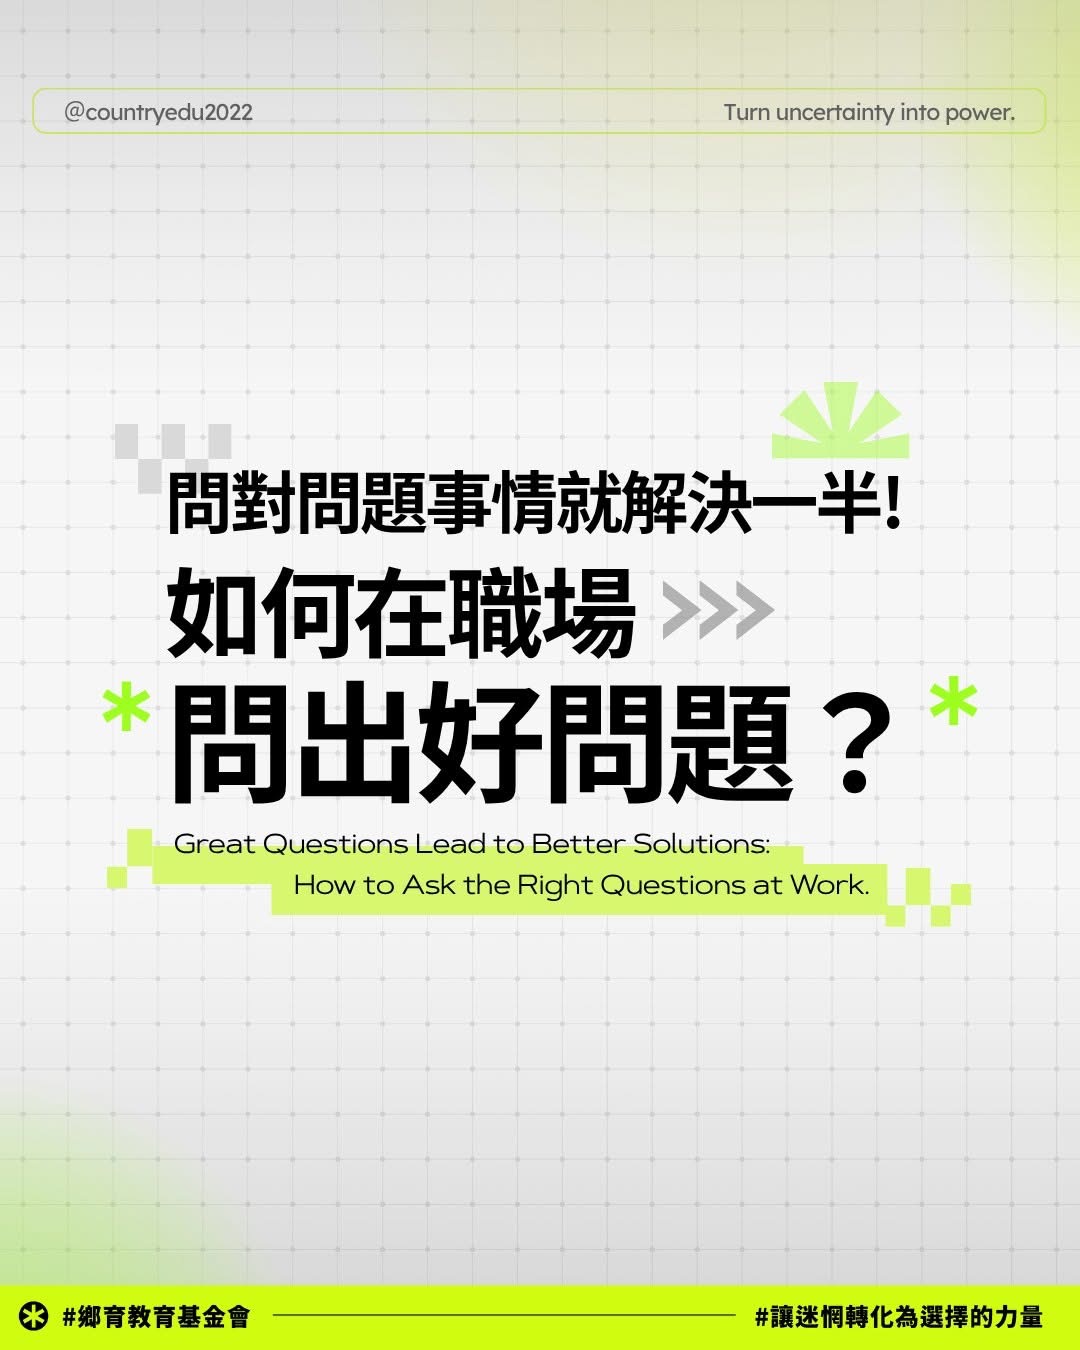 @countryedu2022
Turn uncertainty into power.
問對問題事情就解決一半!
如何在職場
問出好問題？
Great Questions Lead to Better Solutions:
How to Ask the Right Questions at Work.
#鄉育教育基金會
#讓迷惘轉化為選擇的力量